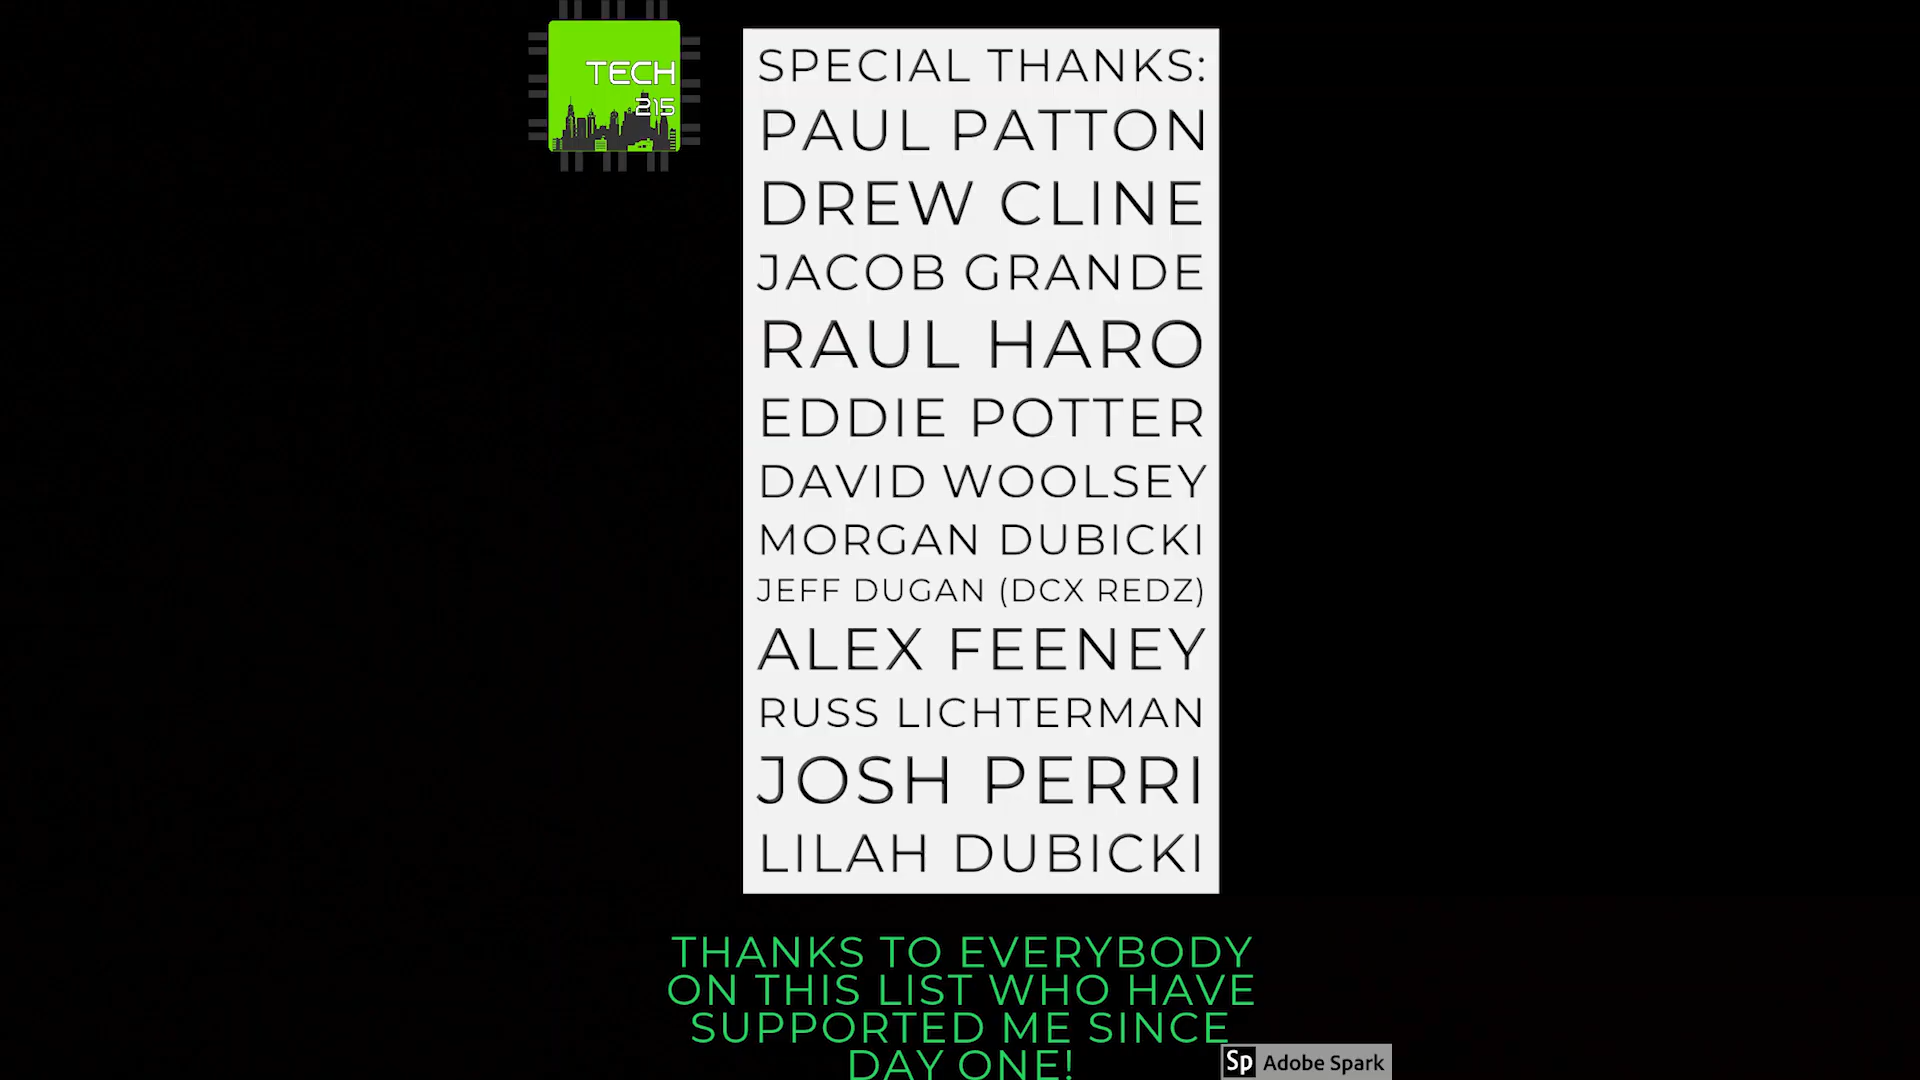 TECH
215
SPECIAL THANKS:
PAUL PATTON
DREW CLINE
JACOB GRANDE
RAUL HARO
EDDIE POTTER
DAVID WOOLSEY
MORGAN DUBICKI
JEFF DUGAN (DCX REDZ)
ALEX FEENEY
RUSS LICHTERMAN
JOSH PERRI
LILAH DUBICKI
THANKS TO EVERYBODY
ON THIS LIST WHO HAVE
SUPPORTED ME SINCE
DAY ONE!
Sp Adobe Spark